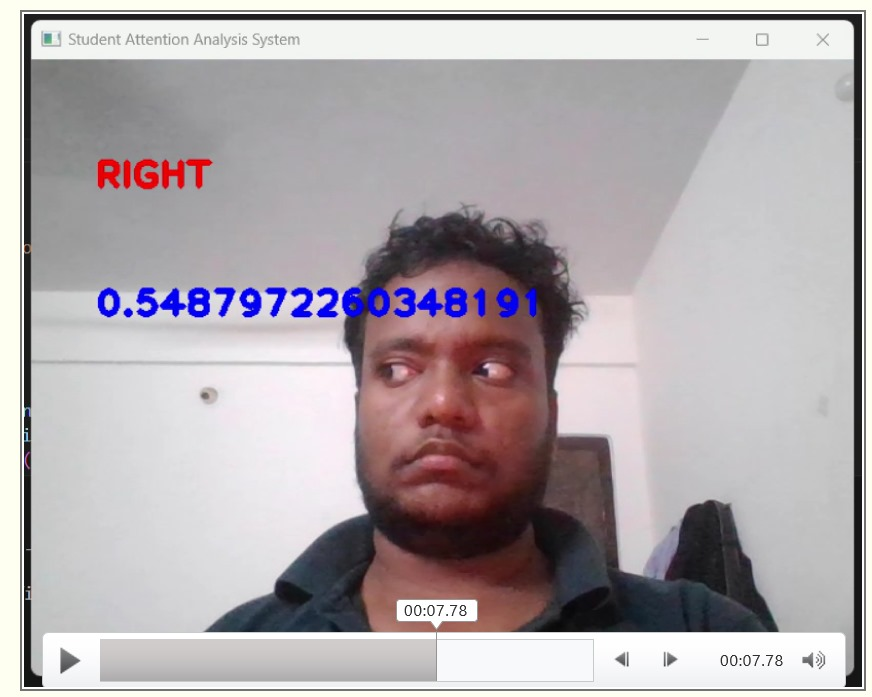 Student Attention Analysis System
RIGHT
0.5487972260348191
00:07.78
00:07.78